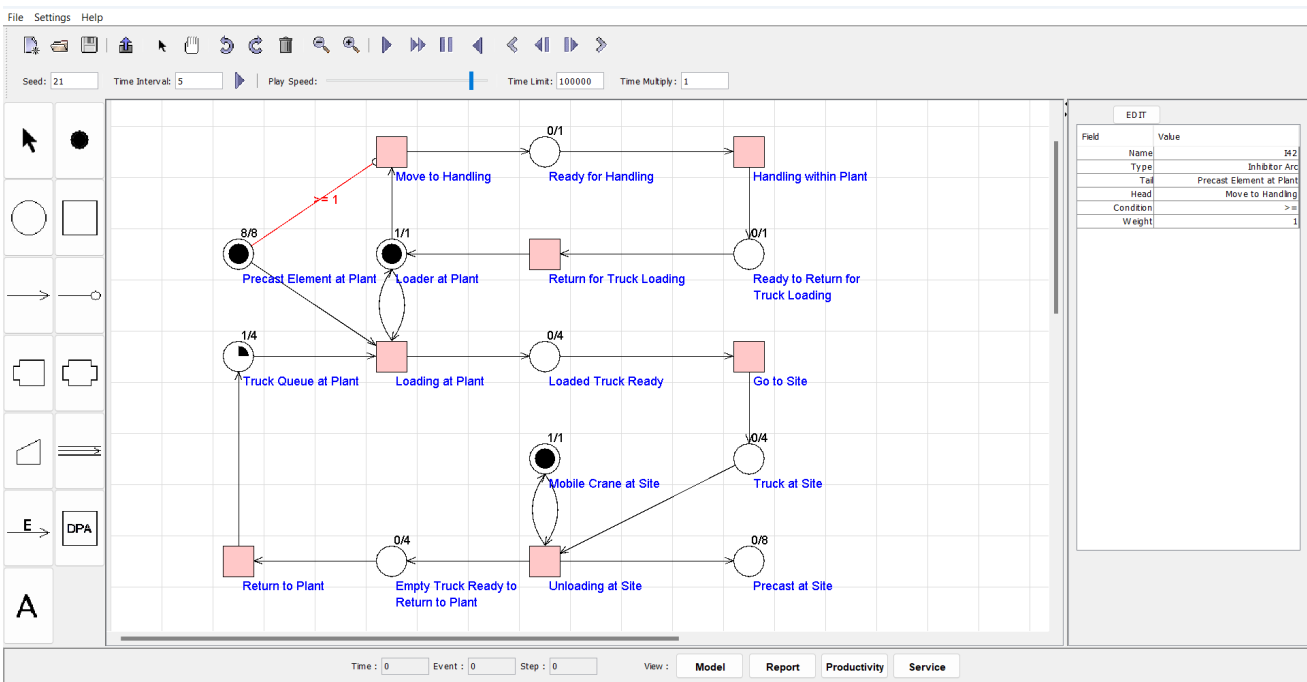 File Settings Help
Seed: 21 Time Interval: 5 Play Speed: Time Limit: 100000 Time Multiply: 1
EDIT
Field Value
Name I42
Type Inhibitor Arc
Tail Precast Element at Plant
Head Move to Handling
Condition >=
Weight 1
0/1
Move to Handling
Ready for Handling
Handling within Plant
>= 1
8/8
1/1
0/1
Precast Element at Plant
Loader at Plant
Return for Truck Loading
Ready to Return for
Truck Loading
1/4
0/4
Truck Queue at Plant
Loading at Plant
Loaded Truck Ready
Go to Site
1/1
0/4
Mobile Crane at Site
Truck at Site
E
DPA
0/4
0/8
Return to Plant
Empty Truck Ready to
Return to Plant
Unloading at Site
Precast at Site
A
Time : 0 Event : 0 Step : 0 View : Model Report Productivity Service